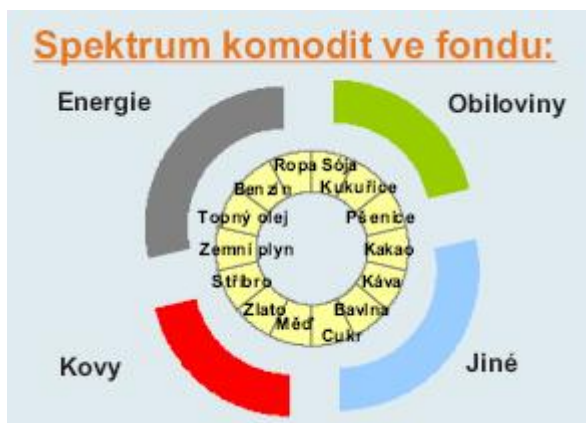 Spektrum komodit ve fondu:
Energie
Obiloviny
Ropa
Sója
Benzín
Kukuřice
Topný olej
Pšenice
Zemní plyn
Kakao
Stříbro
Káva
Zlato
Bavlna
Měď
Cukr
Kovy
Jiné